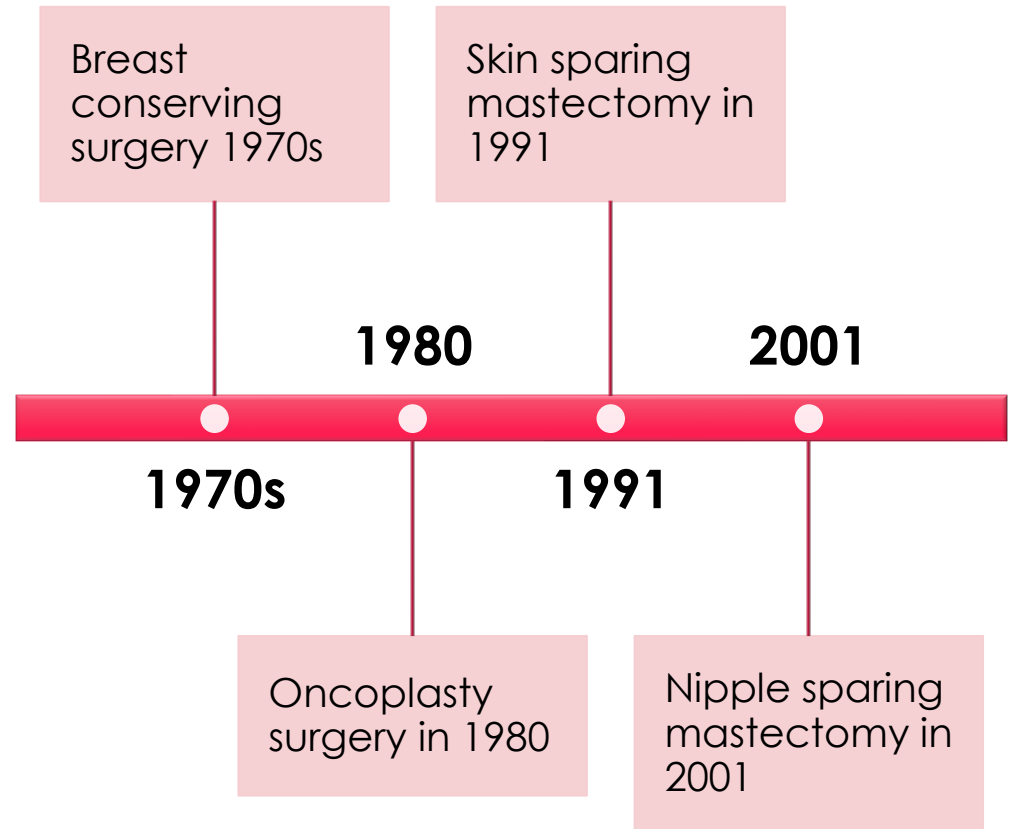 Breast
conserving
surgery 1970s
Skin sparing
mastectomy in
1991
1980
2001
1970s
1991
Oncoplasty
surgery in 1980
Nipple sparing
mastectomy in
2001